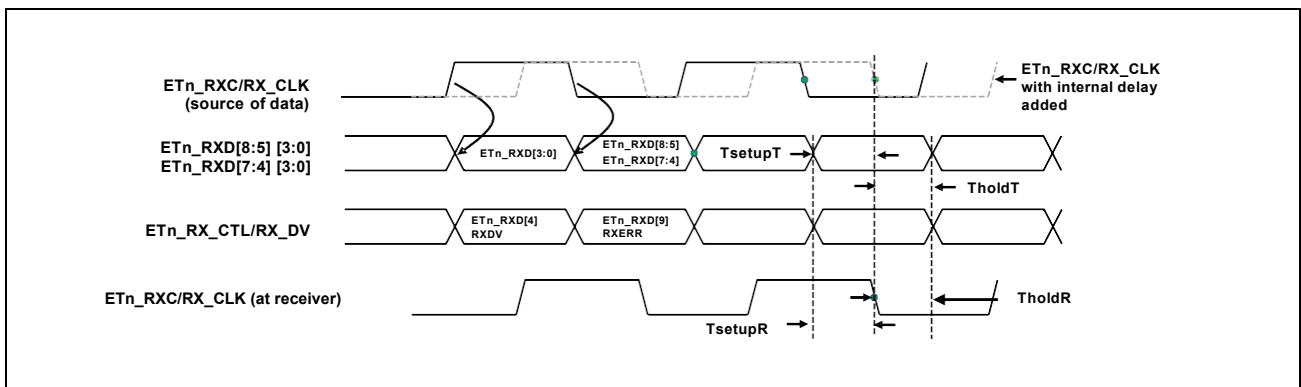 ETn_RXC/RX_CLK
(source of data)
ETn_RXC/RX_CLK
with internal delay
added
ETn_RXD[8:5] [3:0]
ETn_RXD[7:4] [3:0]
ETn_RXD[3:0]
ETn_RXD[8:5]
ETn_RXD[7:4]
TsetupT
TholdT
ETn_RX_CTL/RX_DV
ETn_RXD[4]
RXDV
ETn_RXD[9]
RXERR
ETn_RXC/RX_CLK (at receiver)
TholdR
TsetupR